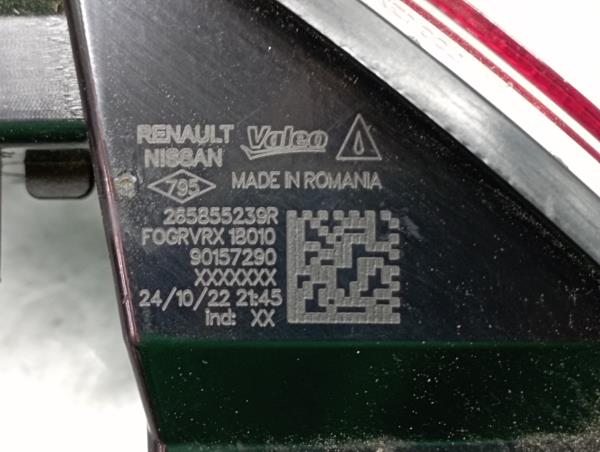 RENAULT Valeo
NISSAN
795 MADE IN ROMANIA
265855239R
FOGRVRX 18010
90157290
XXXXXXX
24/10/22 21:45
ind: XX